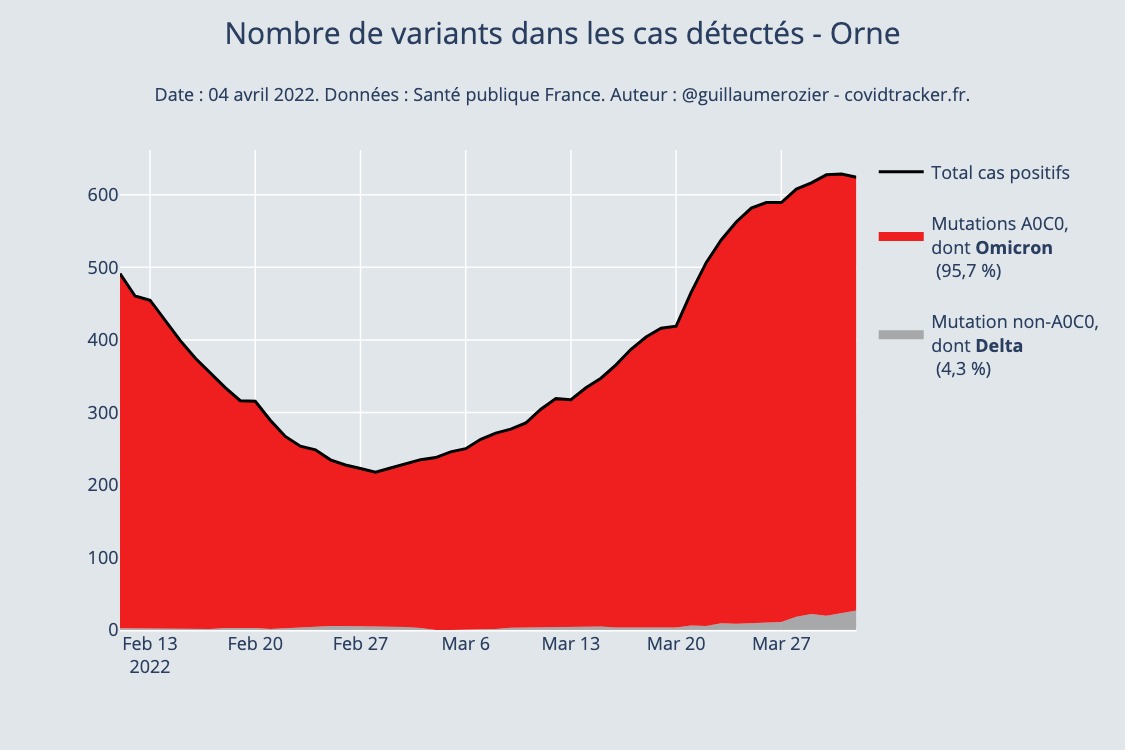 Nombre de variants dans les cas détectés - Orne
Date : 04 avril 2022. Données : Santé publique France. Auteur : @guillaumerozier - covidtracker.fr.
Total cas positifs
Mutations A0C0,
dont Omicron
(95,7 %)
Mutation non-A0C0,
dont Delta
(4,3 %)
600
500
400
300
200
100
0
Feb 13
2022
Feb 20
Feb 27
Mar 6
Mar 13
Mar 20
Mar 27